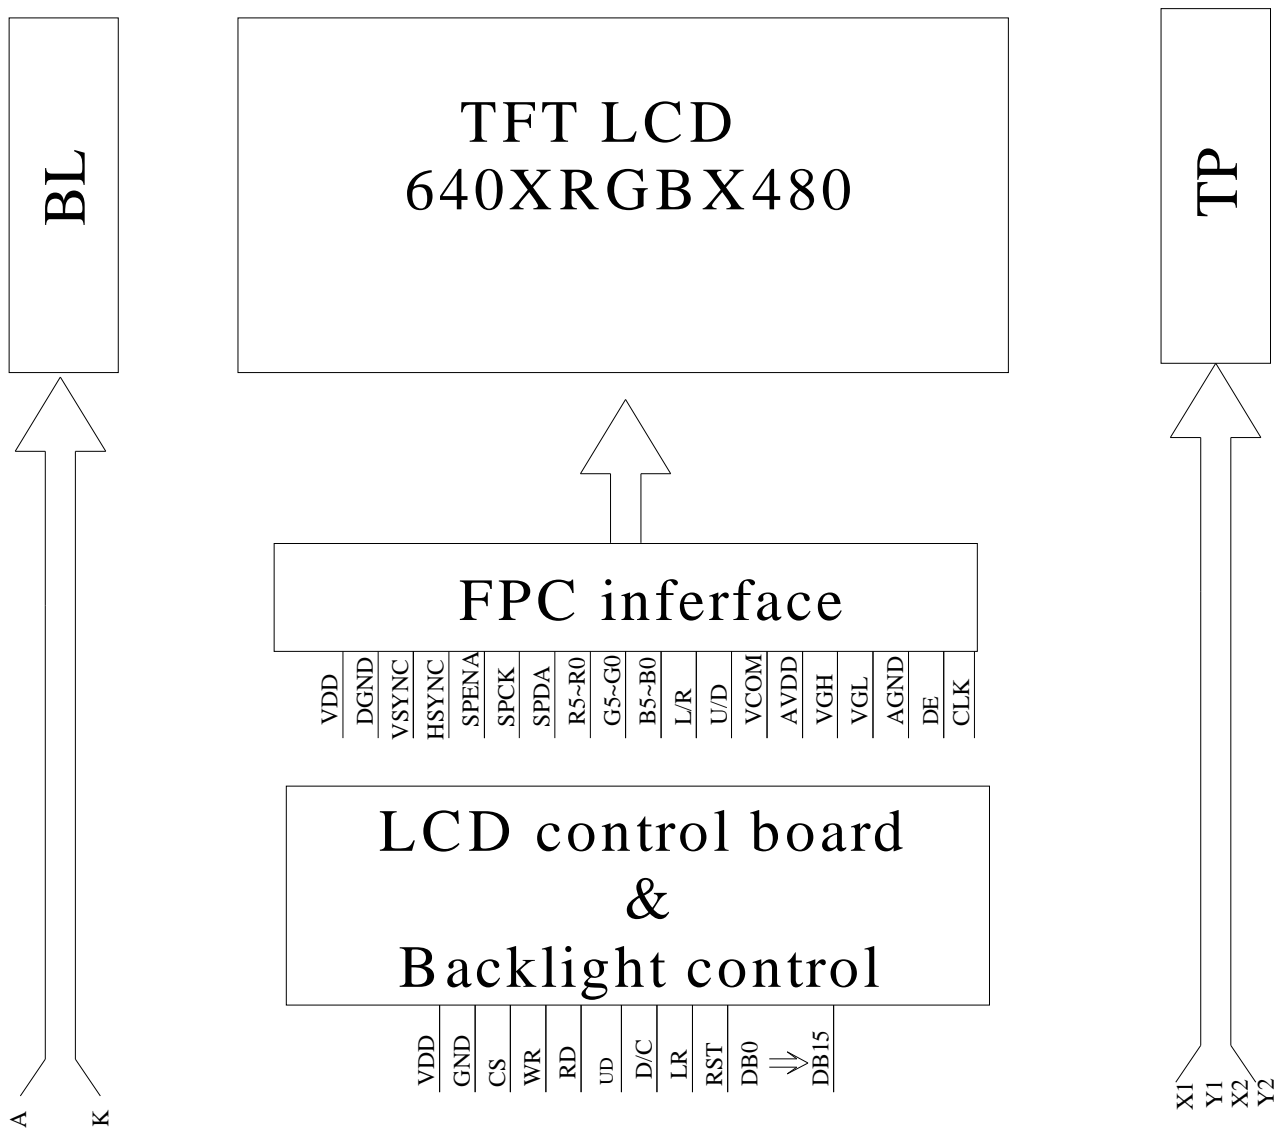 BL
TFT LCD
640XRGBX480
TP
FPC inferface
VDD
DGND
VSYNC
HSYNC
SPENA
SPCK
SPDA
R5~R0
G5~G0
B5~B0
L/R
U/D
VCOM
AVDD
VGH
VGL
AGND
DE
CLK
LCD control board
&
Backlight control
VDD
GND
CS
WR
RD
UD
D/C
LR
RST
DB0
DB15
A
K
X1
Y1
X2
Y2